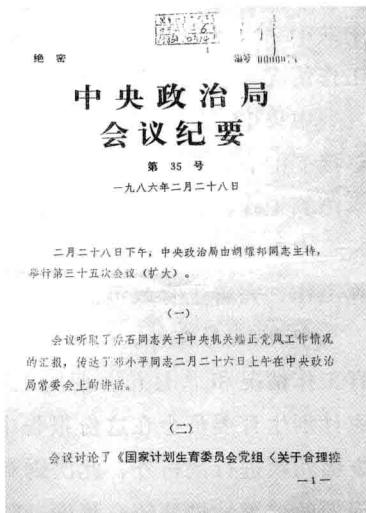 绝 密
编号 0000075
中央政治局
会议纪要
第 35 号
一九八六年二月二十八日
二月二十八日下午，中央政治局由胡耀邦同志主持，
举行第三十五次会议（扩大）。
（一）
会议听取了乔石同志关于中央机关端正党风工作情况
的汇报，传达了邓小平同志二月二十六日上午在中央政治
局常委会上的讲话。
（二）
会议讨论了《国家计划生育委员会党组〈关于合理控
—1—